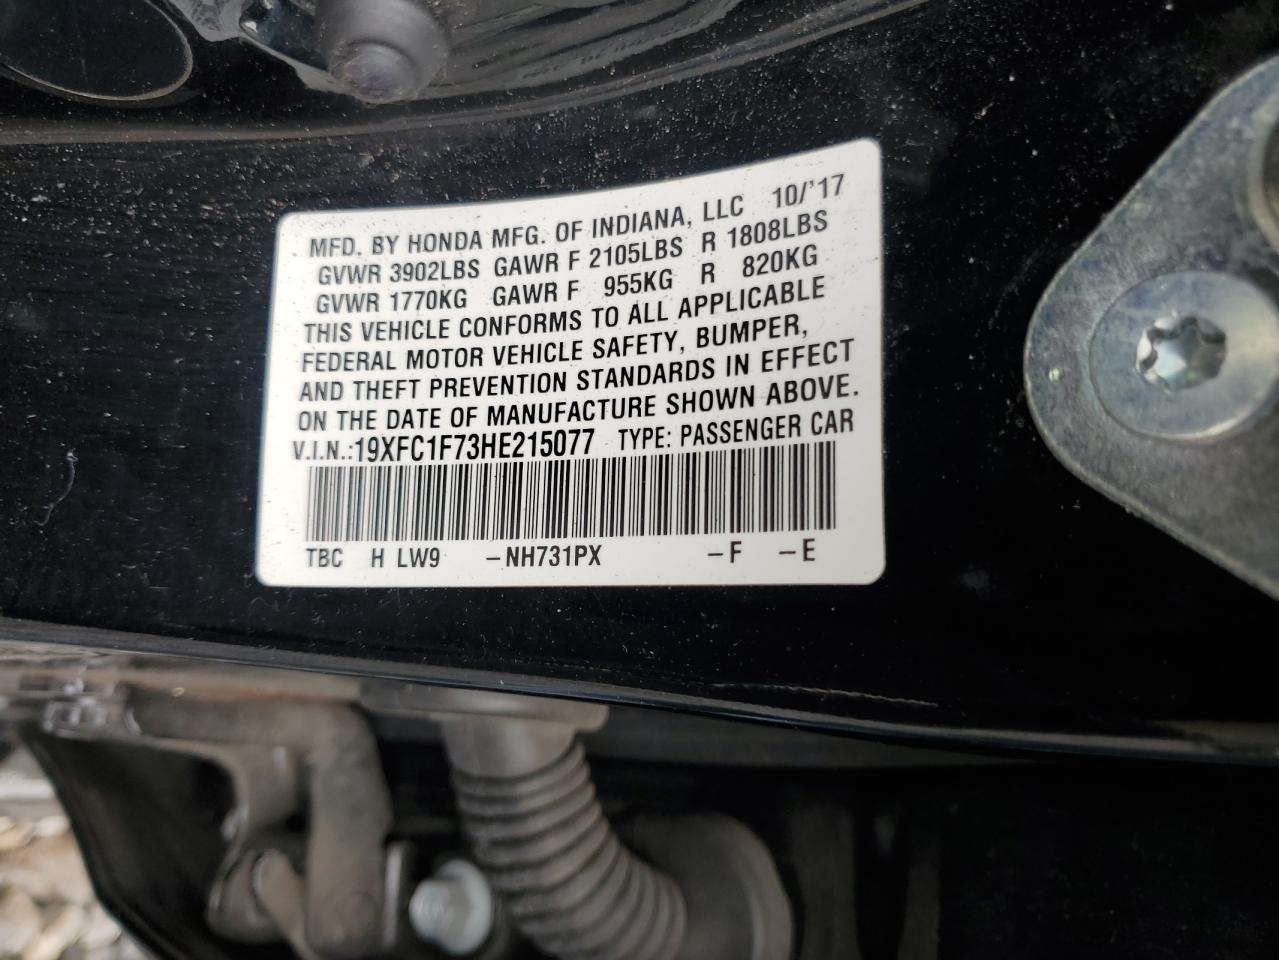 MFD. BY HONDA MFG. OF INDIANA, LLC 10/'17
GVWR 3902LBS GAWR F 2105LBS R 1808LBS
GVWR 1770KG GAWR F 955KG R 820KG
THIS VEHICLE CONFORMS TO ALL APPLICABLE
FEDERAL MOTOR VEHICLE SAFETY, BUMPER,
AND THEFT PREVENTION STANDARDS IN EFFECT
ON THE DATE OF MANUFACTURE SHOWN ABOVE.
V.I.N.:19XFC1F73HE215077 TYPE: PASSENGER CAR
TBC H LW9 -NH731PX -F -E